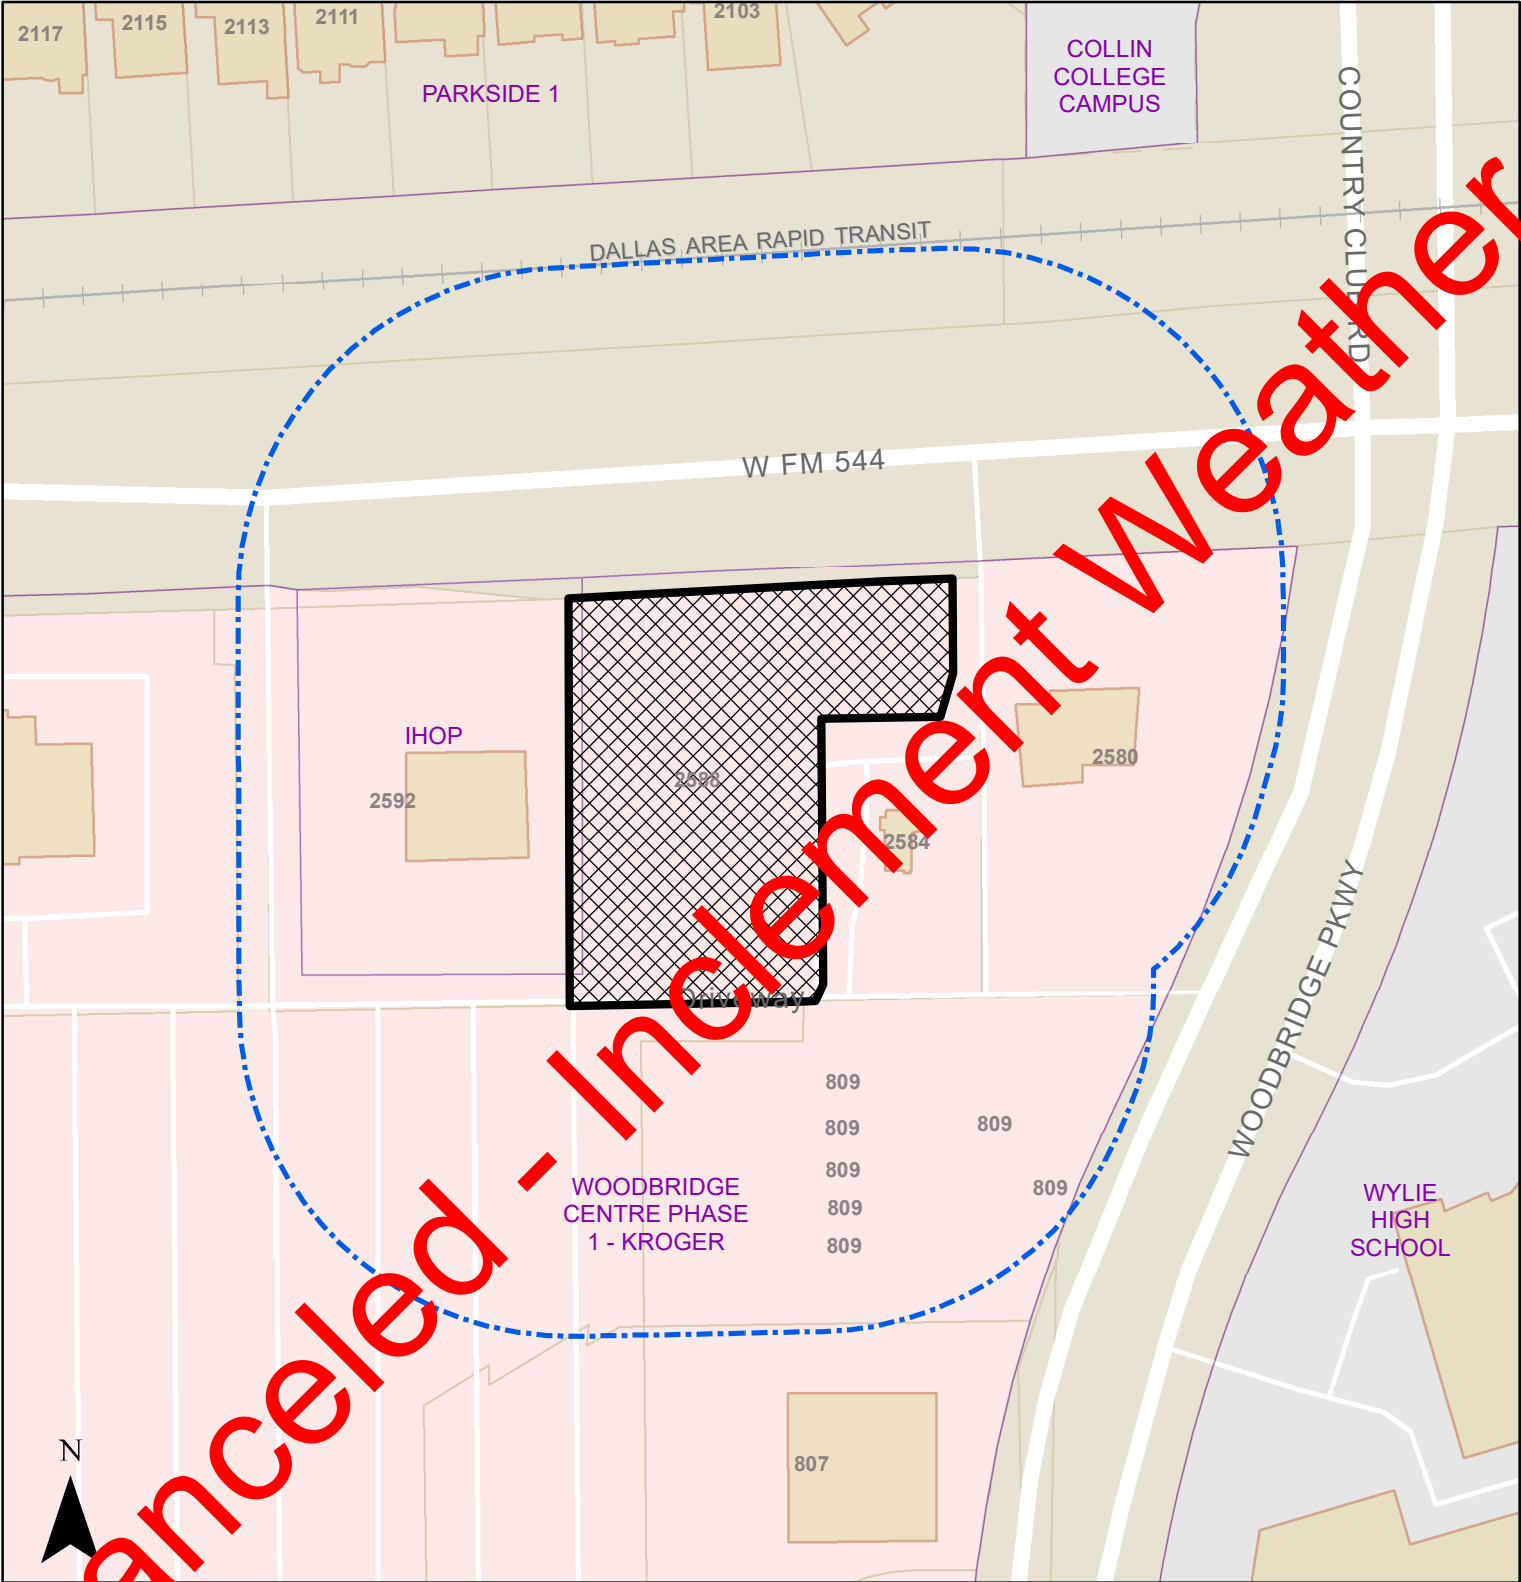 2117
2115
2113
2111
2103
PARKSIDE 1
COLLIN
COLLEGE
CAMPUS
COUNTRY CLUB RD
DALLAS AREA RAPID TRANSIT
W FM 544
IHOP
2592
2588
2580
2584
Driveway
WOODBRIDGE PKWY
809
809
809
809
809
809
809
WOODBRIDGE
CENTRE PHASE
1 - KROGER
WYLIE
HIGH
SCHOOL
807
N
anceled - Inclement Weather